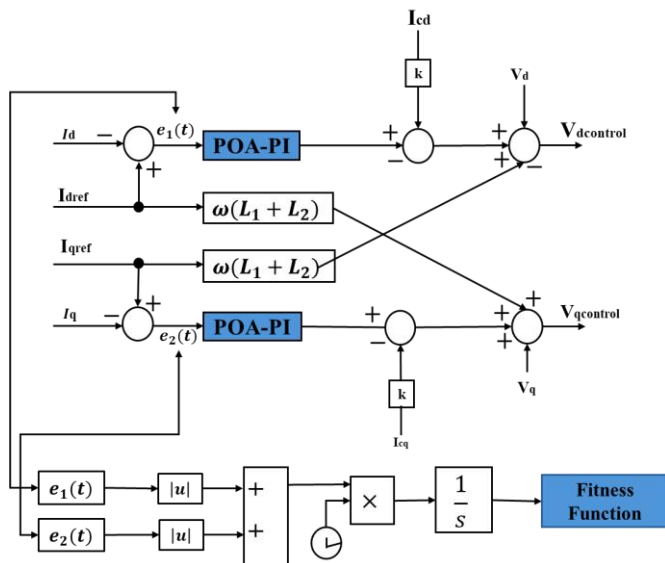 I_cd
k
V_d
I_d
−
e_1(t)
POA-PI
+
−
+
+
−
V_dcontrol
+
I_dref
ω(L_1 + L_2)
I_qref
ω(L_1 + L_2)
+
+
I_q
−
e_2(t)
POA-PI
+
−
+
+
V_qcontrol
k
V_q
I_cq
e_1(t)
|u|
+
×
1
s
Fitness
Function
e_2(t)
|u|
+